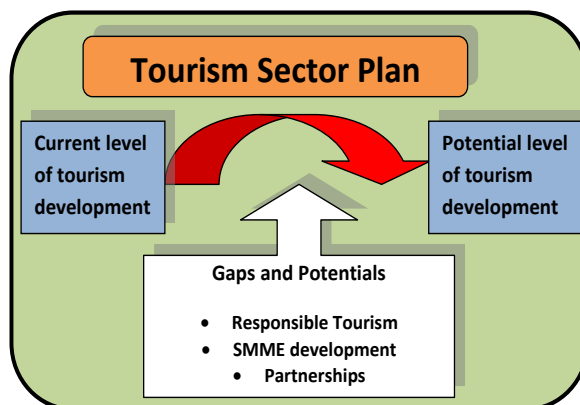 Tourism Sector Plan
Current level
of tourism
development
Potential level
of tourism
development
Gaps and Potentials
• Responsible Tourism
• SMME development
• Partnerships